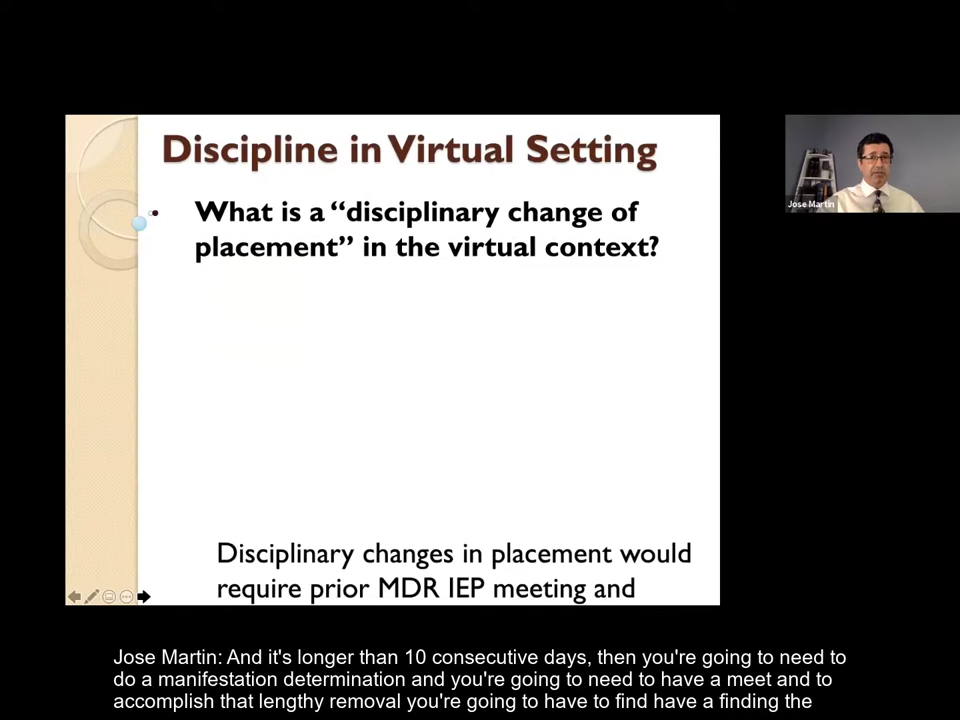 Discipline in Virtual Setting
• What is a “disciplinary change of
placement” in the virtual context?
Jose Martin
Disciplinary changes in placement would
require prior MDR IEP meeting and
Jose Martin: And it's longer than 10 consecutive days, then you're going to need to
do a manifestation determination and you're going to need to have a meet and to
accomplish that lengthy removal you're going to have to find have a finding the